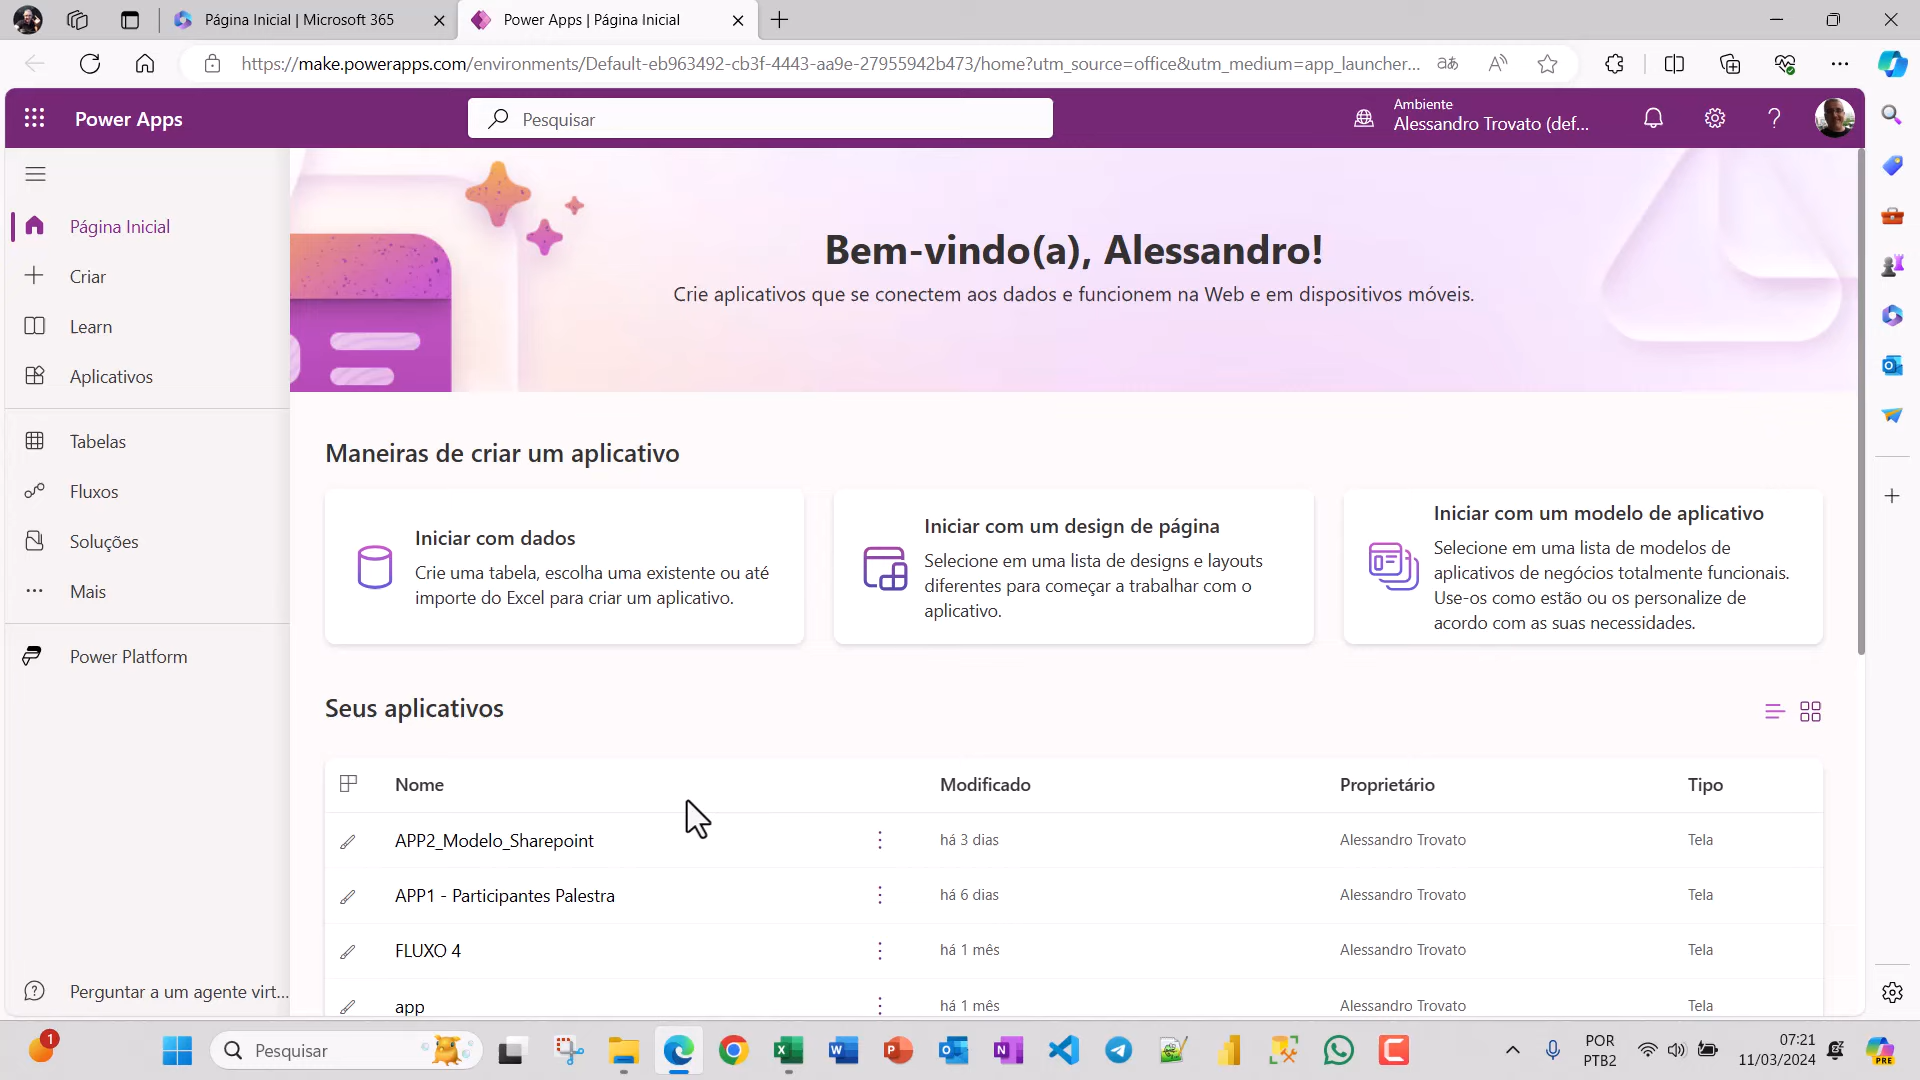 Página Inicial | Microsoft 365
Power Apps | Página Inicial
https://make.powerapps.com/environments/Default-eb963492-cb3f-4443-aa9e-27955942b473/home?utm_source=office&utm_medium=app_launcher...
Power Apps
Pesquisar
Ambiente
Alessandro Trovato (def...
Página Inicial
Criar
Learn
Aplicativos
Tabelas
Fluxos
Soluções
Mais
Power Platform
Perguntar a um agente virt...
Bem-vindo(a), Alessandro!
Crie aplicativos que se conectem aos dados e funcionem na Web e em dispositivos móveis.
Maneiras de criar um aplicativo
Iniciar com dados
Crie uma tabela, escolha uma existente ou até
importe do Excel para criar um aplicativo.
Iniciar com um design de página
Selecione em uma lista de designs e layouts
diferentes para começar a trabalhar com o
aplicativo.
Iniciar com um modelo de aplicativo
Selecione em uma lista de modelos de
aplicativos de negócios totalmente funcionais.
Use-os como estão ou os personalize de
acordo com as suas necessidades.
Seus aplicativos
Nome Modificado Proprietário Tipo
APP2_Modelo_Sharepoint há 3 dias Alessandro Trovato Tela
APP1 - Participantes Palestra há 6 dias Alessandro Trovato Tela
FLUXO 4 há 1 mês Alessandro Trovato Tela
app há 1 mês Alessandro Trovato Tela
1
Pesquisar
POR
PTB2
07:21
11/03/2024
PRE